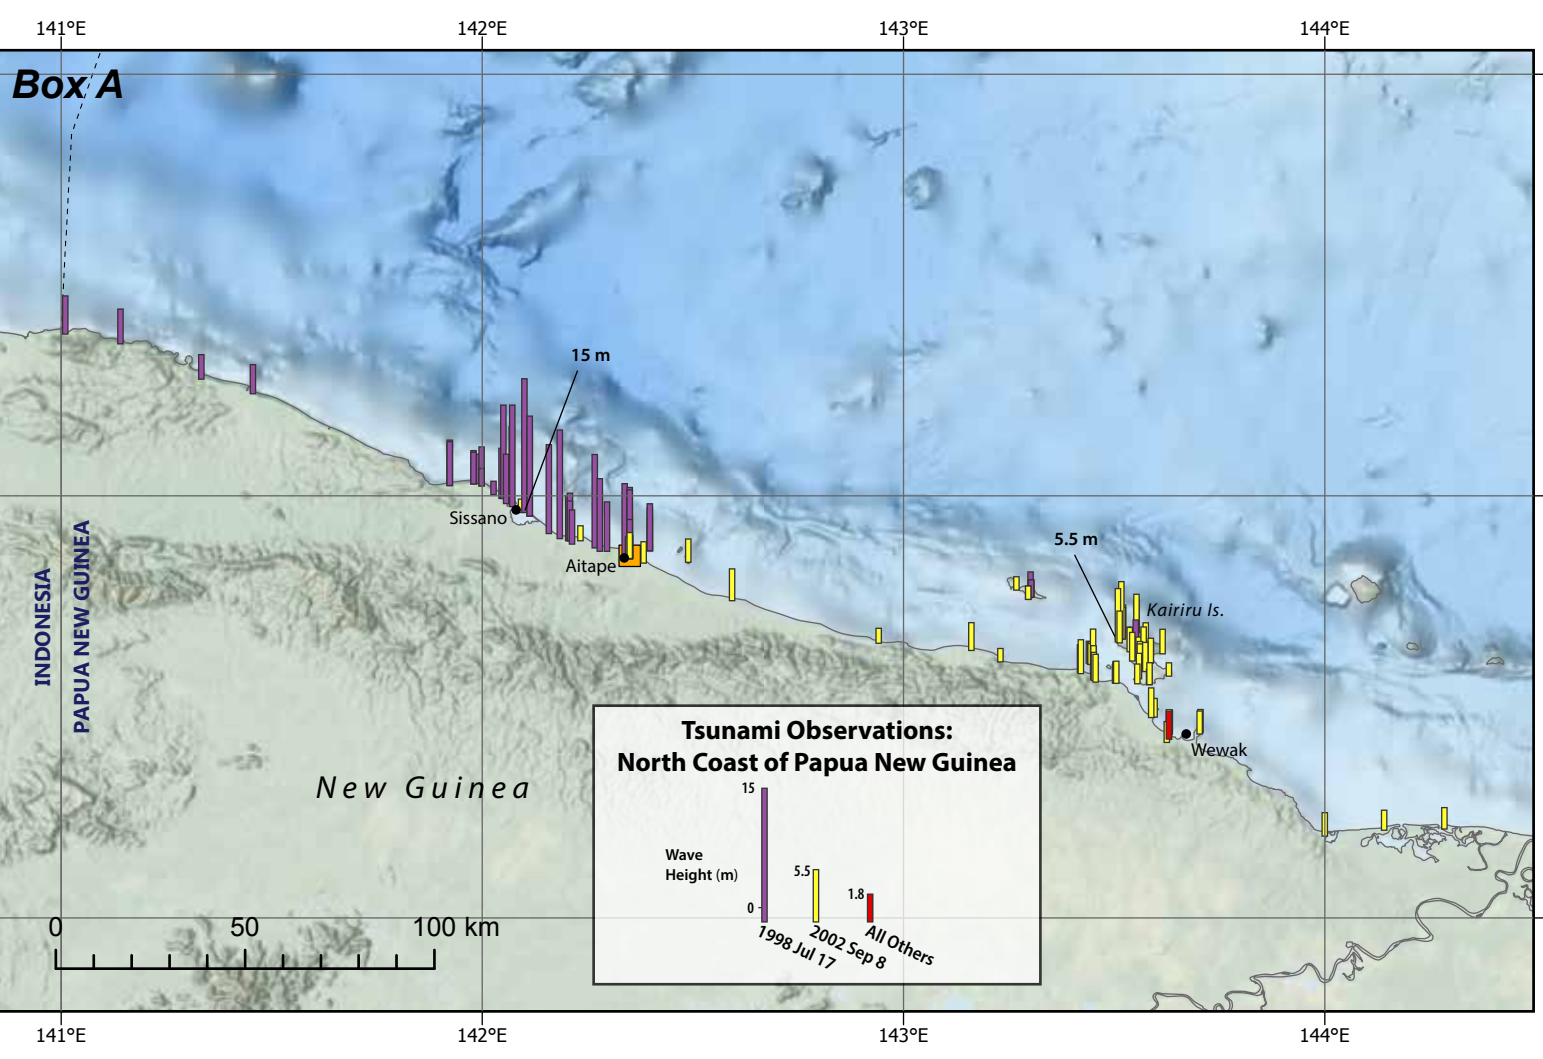 141°E
142°E
143°E
144°E
Box A
15 m
Sissano
Aitape
5.5 m
Kairiru Is.
INDONESIA
PAPUA NEW GUINEA
Wewak
New Guinea
Tsunami Observations:
North Coast of Papua New Guinea
15
Wave
Height (m)
5.5
1.8
0
1998 Jul 17
2002 Sep 8
All Others
0
50
100 km
141°E
142°E
143°E
144°E